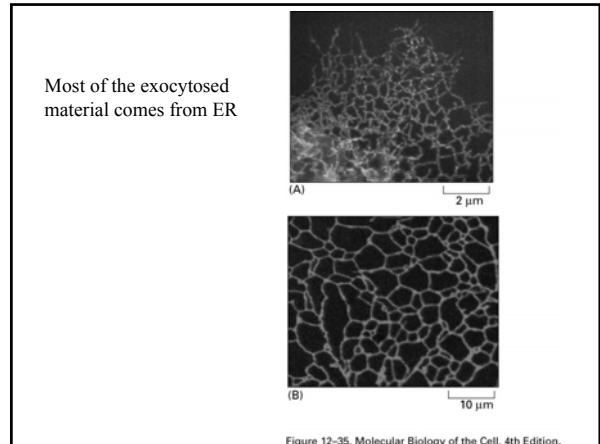 Most of the exocytosed
material comes from ER
(A)
2 µm
(B)
10 µm
Figure 12–35. Molecular Biology of the Cell, 4th Edition.